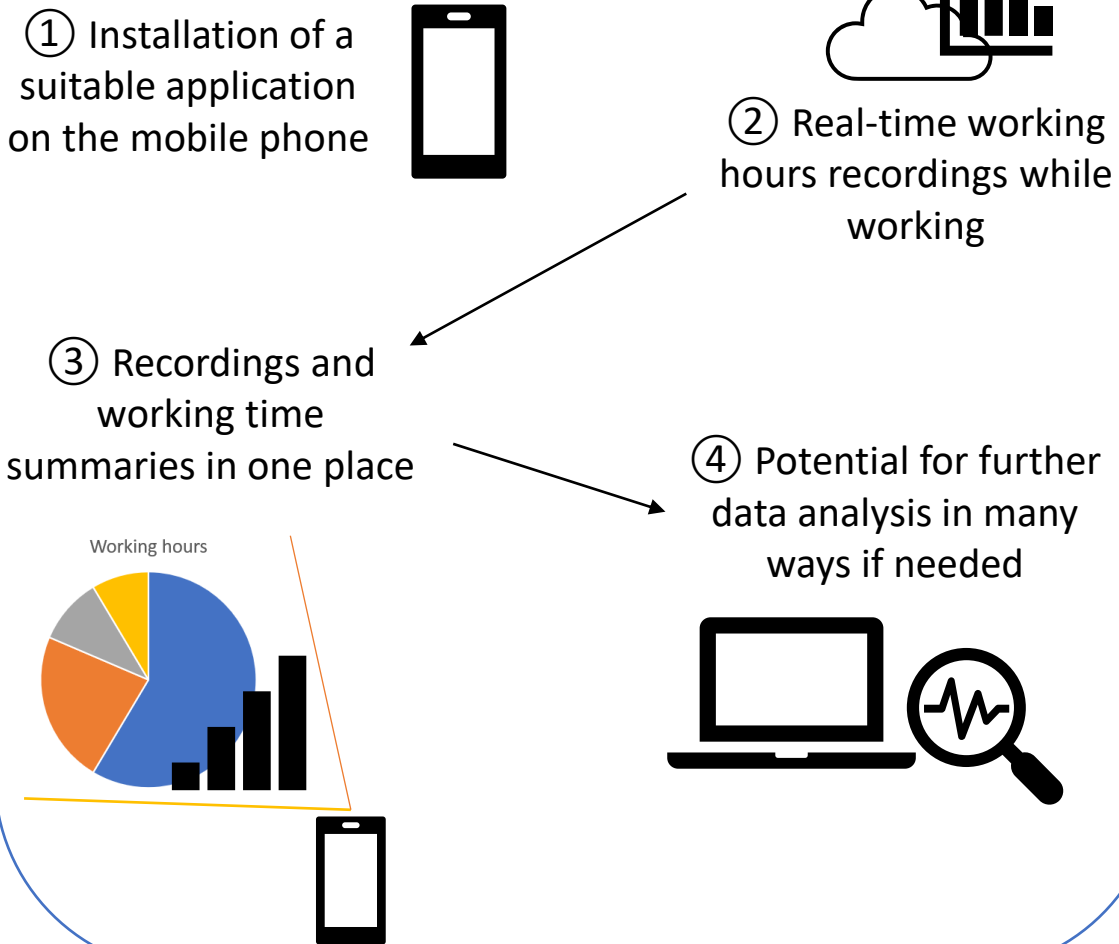 ① Installation of a
suitable application
on the mobile phone
② Real-time working
hours recordings while
working
③ Recordings and
working time
summaries in one place
④ Potential for further
data analysis in many
ways if needed
Working hours